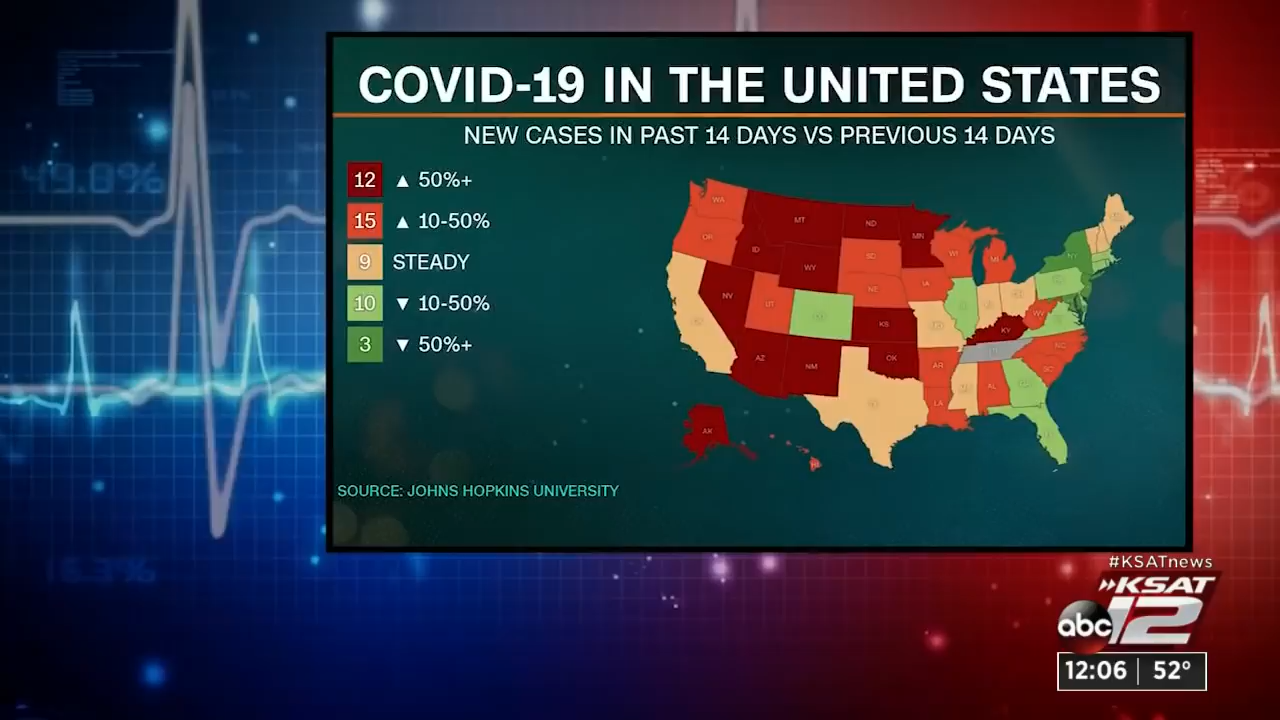 COVID-19 IN THE UNITED STATES
NEW CASES IN PAST 14 DAYS VS PREVIOUS 14 DAYS
12 ▲ 50%+
15 ▲ 10-50%
9 STEADY
10 ▼ 10-50%
3 ▼ 50%+
WA
MT
ND
MN
OR
ID
WY
SD
WI
MI
NY
NV
UT
NE
IA
KS
KY
WV
AZ
NM
OK
AR
NC
SC
LA
AL
AK
SOURCE: JOHNS HOPKINS UNIVERSITY
49.8%
#KSATnews
KSAT
abc 12
12:06 52°